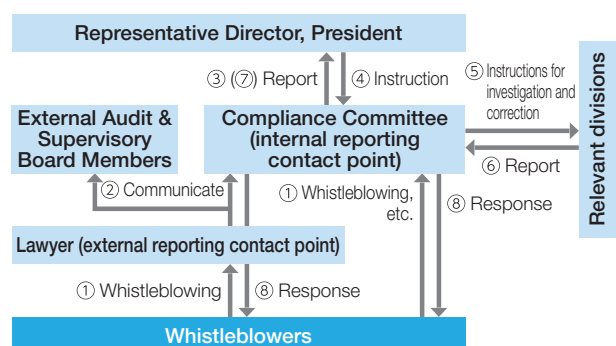 Representative Director, President
③ (⑦) Report
④ Instruction
⑤ Instructions for
investigation and
correction
External Audit &
Supervisory
Board Members
Compliance Committee
(internal reporting
contact point)
Relevant divisions
⑥ Report
② Communicate
① Whistleblowing,
etc.
⑧ Response
Lawyer (external reporting contact point)
① Whistleblowing
⑧ Response
Whistleblowers